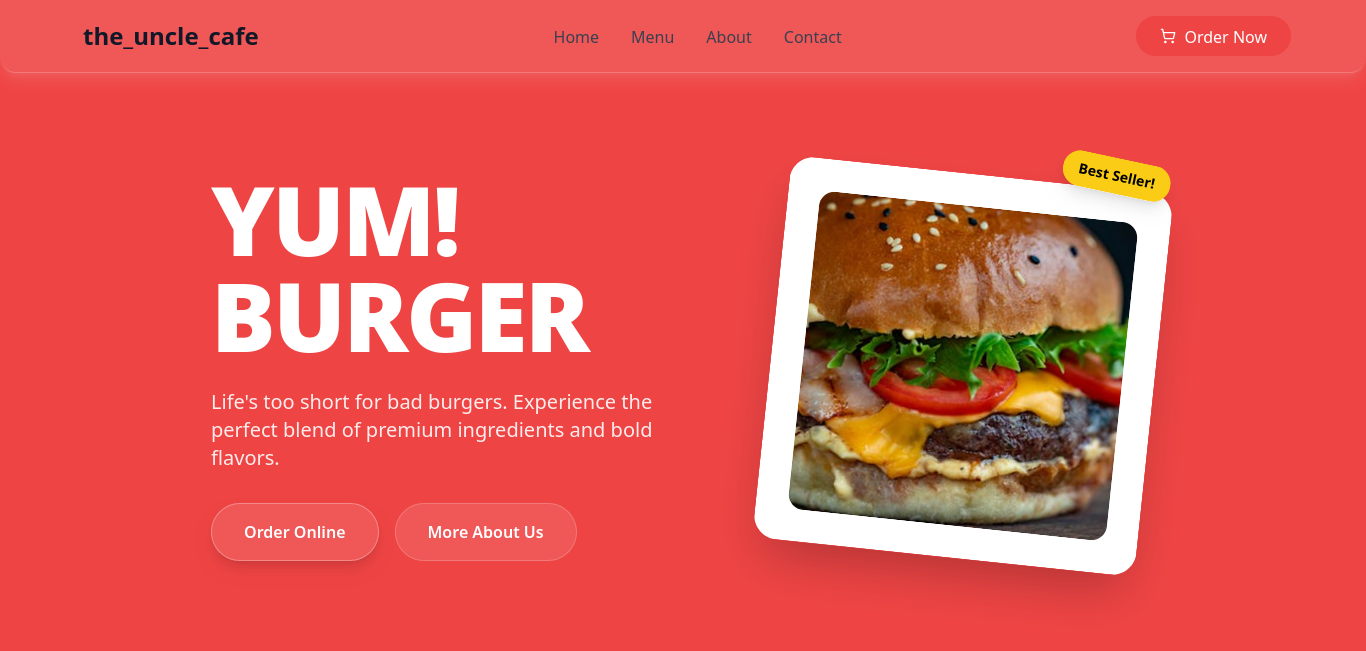 the_uncle_cafe
Home
Menu
About
Contact
Order Now
YUM!
BURGER
Life's too short for bad burgers. Experience the
perfect blend of premium ingredients and bold
flavors.
Order Online
More About Us
Best Seller!